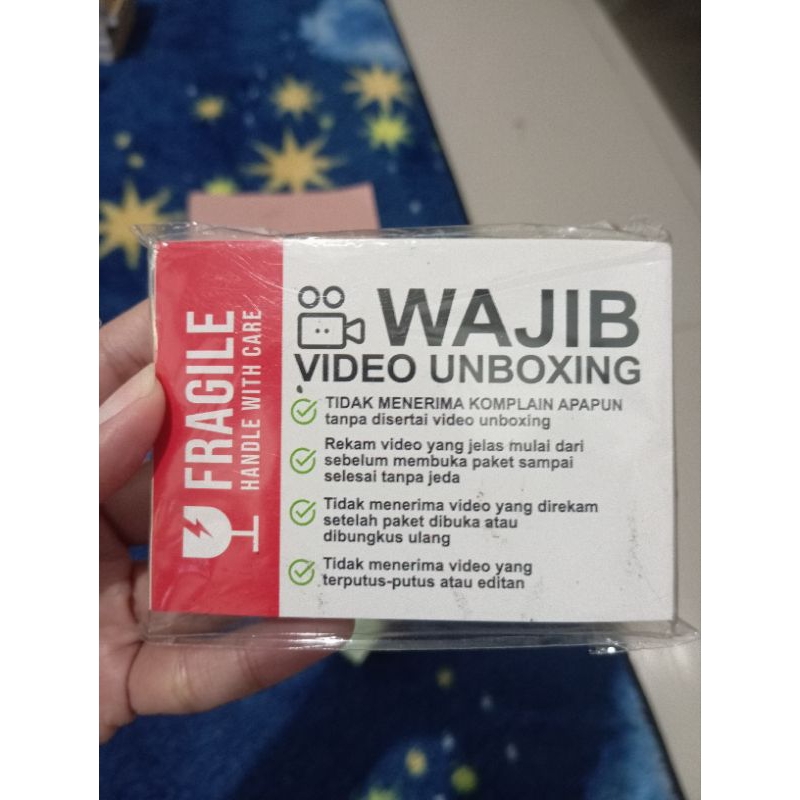 FRAGILE
HANDLE WITH CARE
WAJIB
VIDEO UNBOXING
TIDAK MENERIMA KOMPLAIN APAPUN
tanpa disertai video unboxing
Rekam video yang jelas mulai dari
sebelum membuka paket sampai
selesai tanpa jeda
Tidak menerima video yang direkam
setelah paket dibuka atau
dibungkus ulang
Tidak menerima video yang
terputus-putus atau editan